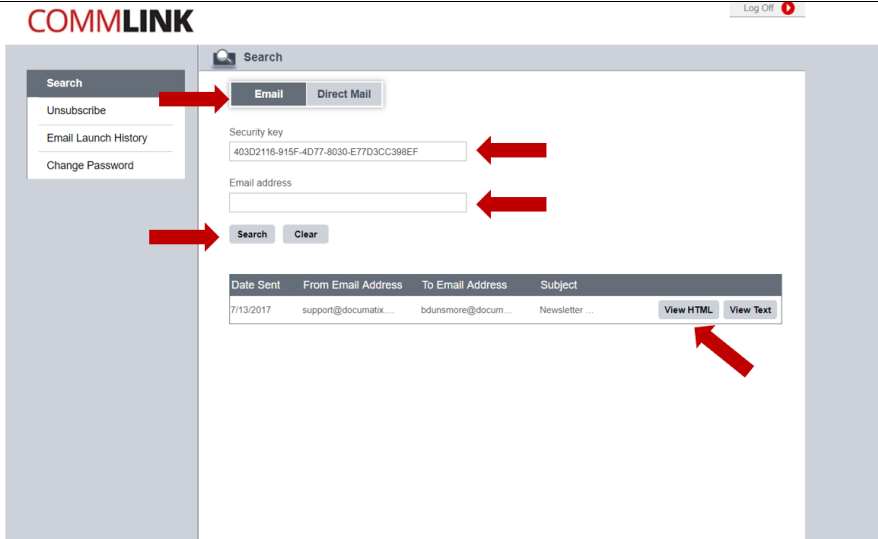 Log Off
COMMLINK
Search
Search
Unsubscribe
Email Launch History
Change Password
Email Direct Mail
Security key
403D2116-915F-4D77-8030-E77D3CC398EF
Email address
Search Clear
Date Sent From Email Address To Email Address Subject
7/13/2017 support@documatix.... bdunsmore@docum... Newsletter ... View HTML View Text